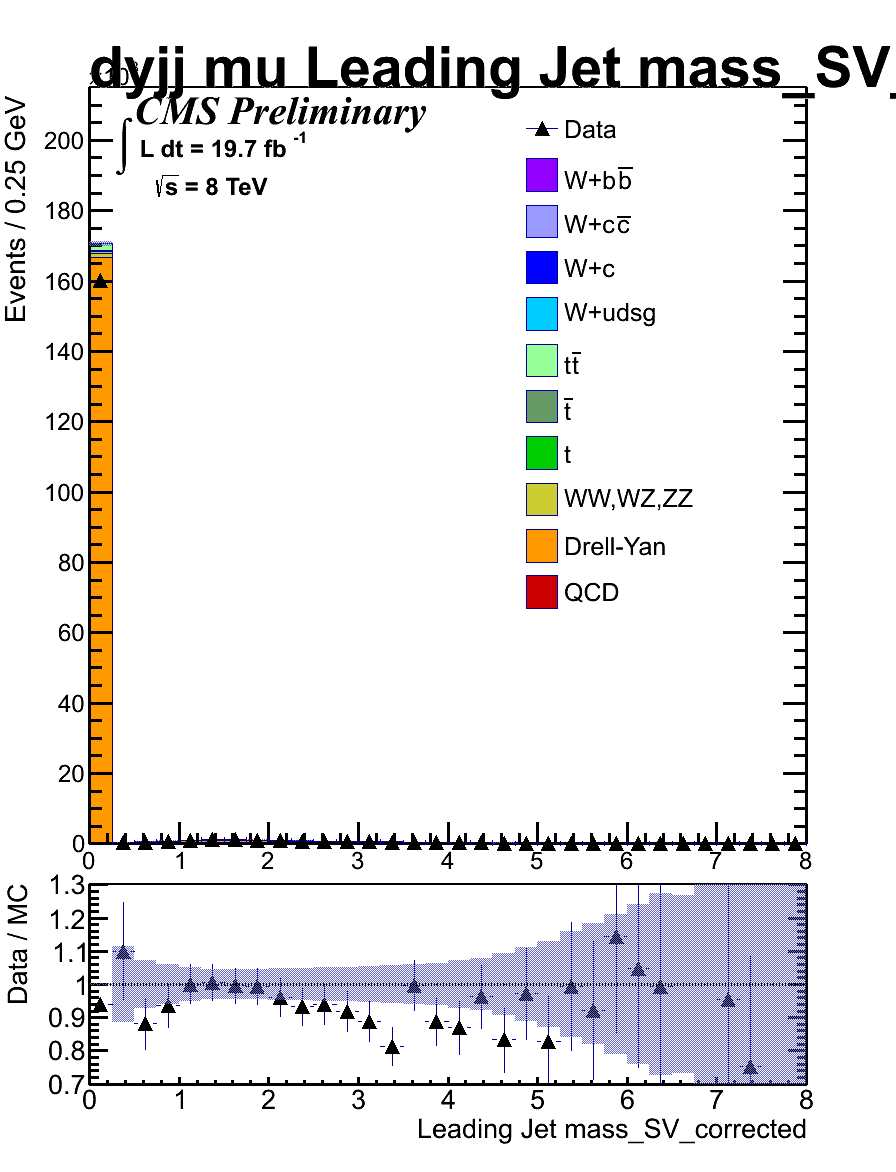 dyjj mu Leading Jet mass_SV_
CMS Preliminary
∫ L dt = 19.7 fb -1
√s = 8 TeV
Events / 0.25 GeV
200
180
160
140
120
100
80
60
40
20
0
Data
W+bb̅
W+cc̅
W+c
W+udsg
tt̅
t̅
t
WW,WZ,ZZ
Drell-Yan
QCD
0 1 2 3 4 5 6 7 8
Data / MC
1.3
1.2
1.1
1
0.9
0.8
0.7
0 1 2 3 4 5 6 7 8
Leading Jet mass_SV_corrected